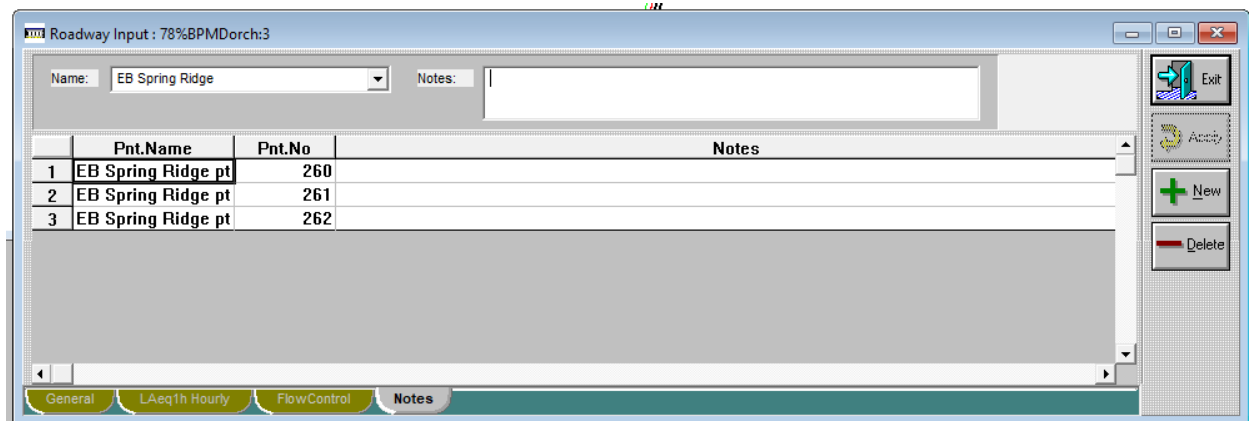 Roadway Input : 78%BPMDorch:3
Name: EB Spring Ridge Notes:
Exit
Apply
New
Delete
Pnt.Name Pnt.No Notes
1 EB Spring Ridge pt 260
2 EB Spring Ridge pt 261
3 EB Spring Ridge pt 262
General LAeq1h Hourly FlowControl Notes